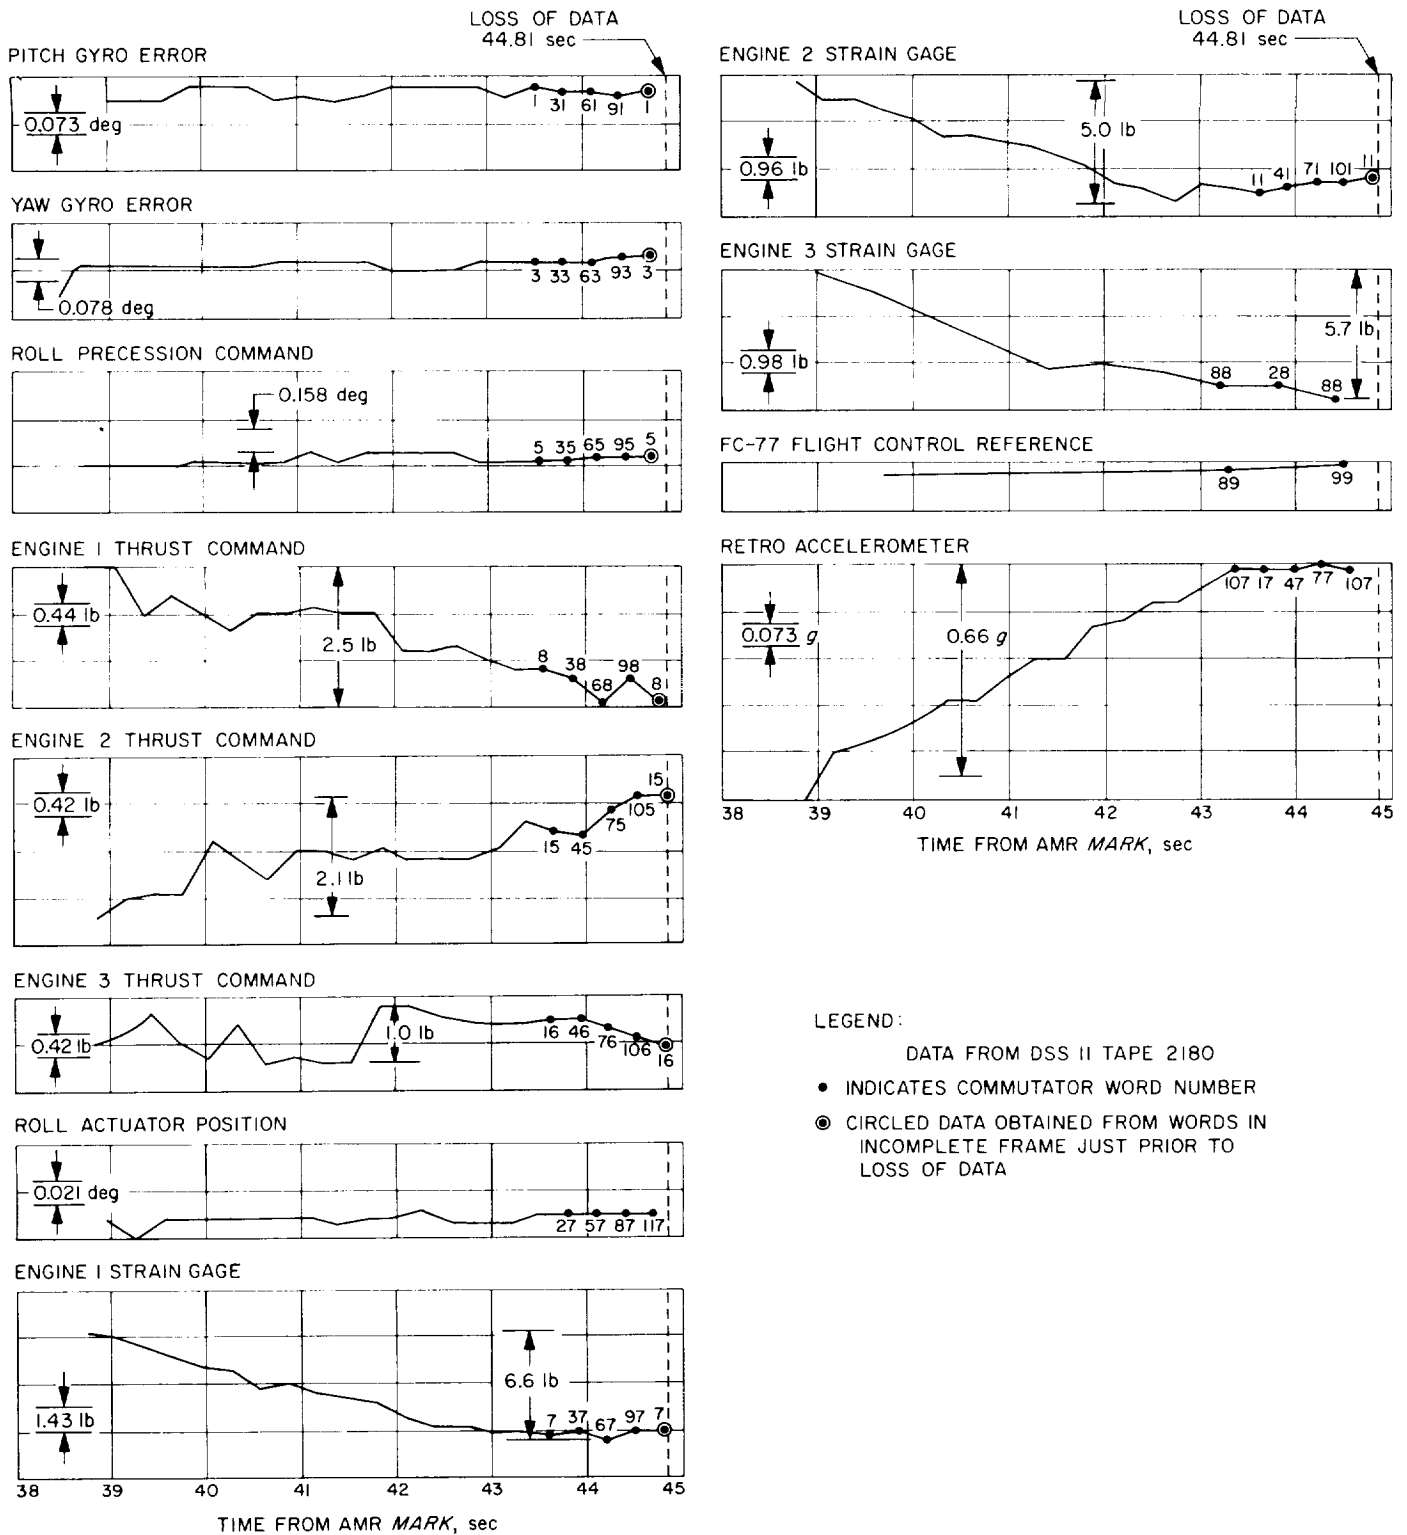 LOSS OF DATA
44.81 sec
PITCH GYRO ERROR
0.073 deg
1 31 61 91 1
YAW GYRO ERROR
0.078 deg
3 33 63 93 3
ROLL PRECESSION COMMAND
0.158 deg
5 35 65 95 5
ENGINE 1 THRUST COMMAND
0.44 lb
2.5 lb
8 38 68 98 8
ENGINE 2 THRUST COMMAND
0.42 lb
2.1 lb
15 45 75 105 15
ENGINE 3 THRUST COMMAND
0.42 lb
1.0 lb
16 46 76 106 16
ROLL ACTUATOR POSITION
0.021 deg
27 57 87 117
ENGINE 1 STRAIN GAGE
1.43 lb
6.6 lb
7 37 67 97 7
38 39 40 41 42 43 44 45
TIME FROM AMR MARK, sec
LOSS OF DATA
44.81 sec
ENGINE 2 STRAIN GAGE
0.96 lb
5.0 lb
11 41 71 101 11
ENGINE 3 STRAIN GAGE
0.98 lb
5.7 lb
88 28 88
FC-77 FLIGHT CONTROL REFERENCE
89 99
RETRO ACCELEROMETER
0.073 g
0.66 g
107 17 47 77 107
38 39 40 41 42 43 44 45
TIME FROM AMR MARK, sec
LEGEND:
DATA FROM DSS 11 TAPE 2180
INDICATES COMMUTATOR WORD NUMBER
CIRCLED DATA OBTAINED FROM WORDS IN
INCOMPLETE FRAME JUST PRIOR TO
LOSS OF DATA